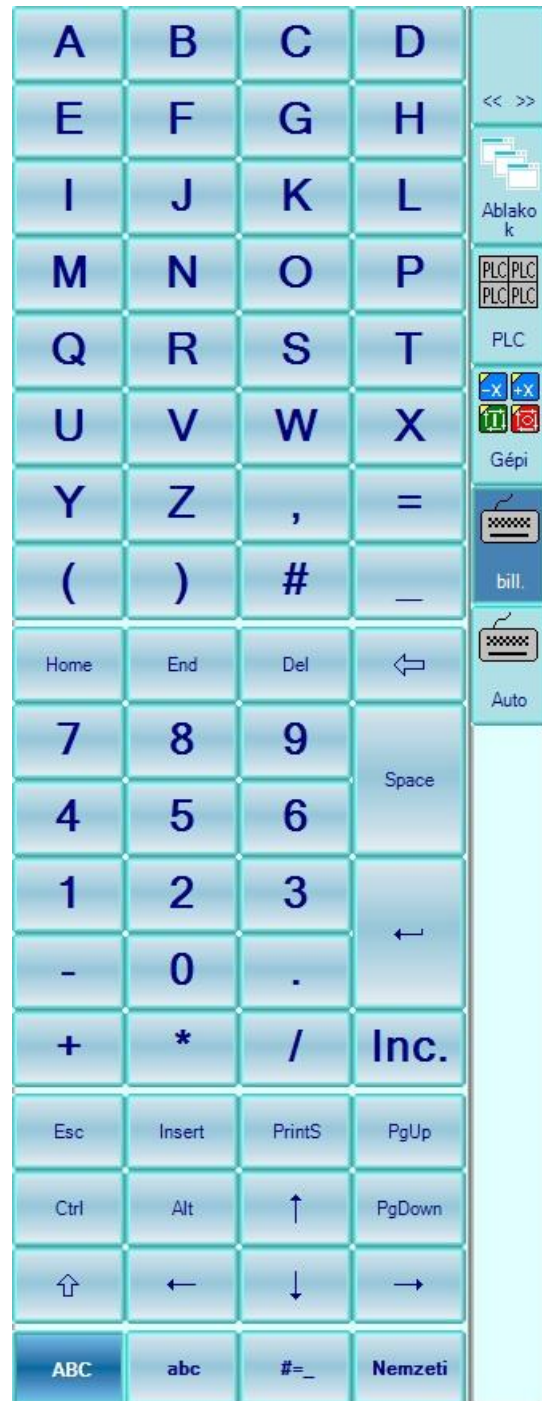 A B C D
E F G H
I J K L
M N O P
Q R S T
U V W X
Y Z , =
( ) # _
Home End Del ⇦
7 8 9 Space
4 5 6
1 2 3 ↵
- 0 .
+ * / Inc.
Esc Insert PrintS PgUp
Ctrl Alt ↑ PgDown
⇧ ← ↓ →
ABC abc #=_ Nemzeti
<< >>
Ablako
k
PLC PLC
PLC PLC
PLC
-X +X
Gépi
bill.
Auto